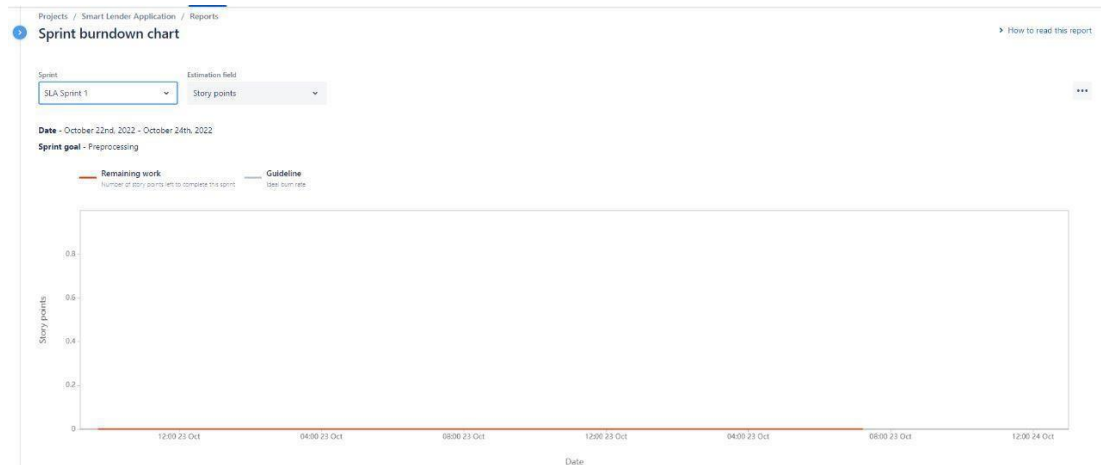 Projects / Smart Lender Application / Reports
Sprint burndown chart
How to read this report
Sprint
Estimation field
SLA Sprint 1
Story points
Date - October 22nd, 2022 - October 24th, 2022
Sprint goal - Preprocessing
Remaining work
Number of story points left to complete this sprint
Guideline
Ideal burn rate
0.8
0.6
0.4
0.2
0
Story points
12:00 23 Oct
04:00 23 Oct
08:00 23 Oct
12:00 23 Oct
04:00 23 Oct
08:00 23 Oct
12:00 24 Oct
Date